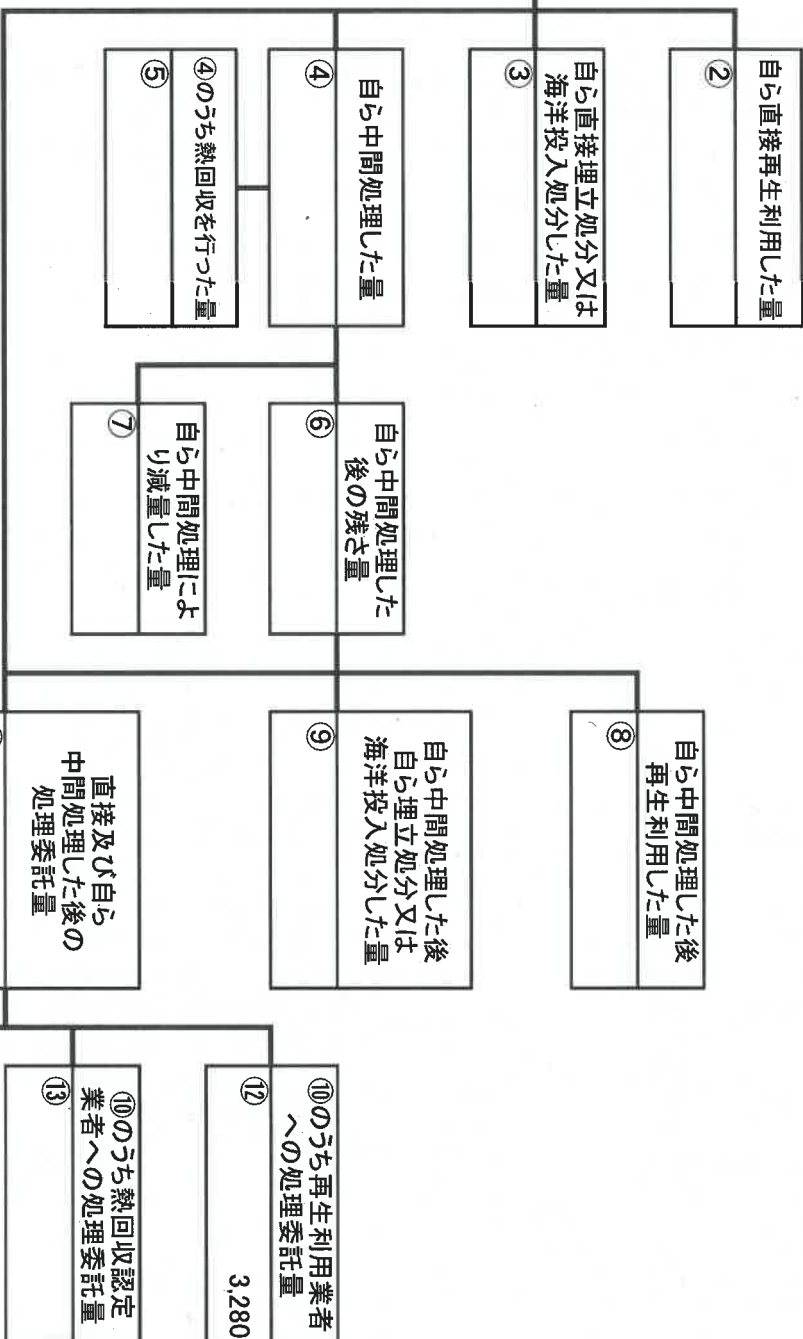 自ら直接再生利用した量
②
自ら直接埋立処分又は
海洋投入処分した量
③
自ら中間処理した量
④
④のうち熱回収を行った量
⑤
自ら中間処理した
後の残さ量
⑥
自ら中間処理によ
り減量した量
⑦
自ら中間処理した後
再生利用した量
⑧
自ら中間処理した後
自ら埋立処分又は
海洋投入処分した量
⑨
直接及び自ら
中間処理した後の
処理委託量
⑩のうち再生利用業者
への処理委託量
⑫
3,280
⑩のうち熱回収認定
業者への処理委託量
⑬